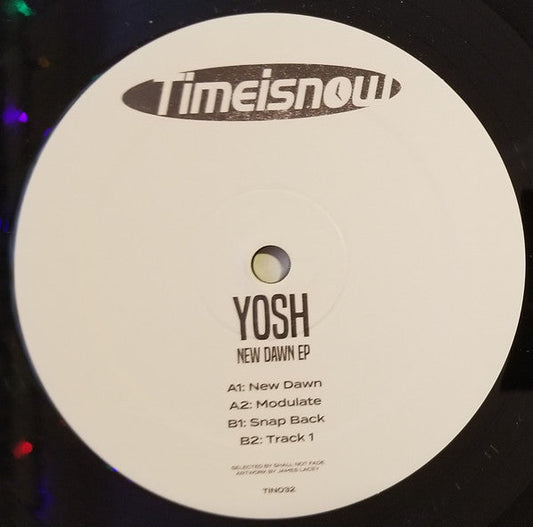 Timeisnow
YOSH
NEW DAWN EP
A1: New Dawn
A2: Modulate
B1: Snap Back
B2: Track 1
SELECTED BY SHALL NOT FADE
ARTWORK BY JAMES LACEY
TIN032